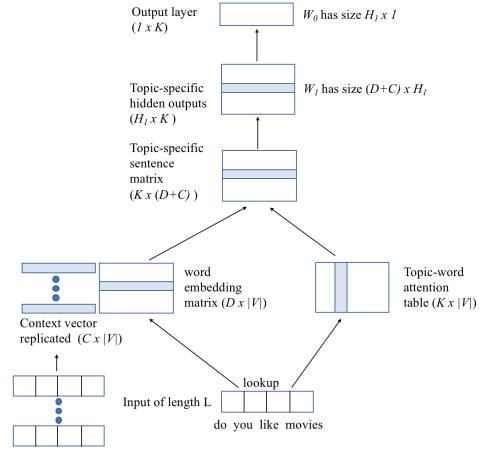 Output layer
(1 x K)
W0 has size H1 x 1
Topic-specific
hidden outputs
(H1 x K )
W1 has size (D+C) x H1
Topic-specific
sentence
matrix
(K x (D+C) )
word
embedding
matrix (D x |V|)
Topic-word
attention
table (K x |V|)
Context vector
replicated (C x |V|)
Input of length L
lookup
do you like movies